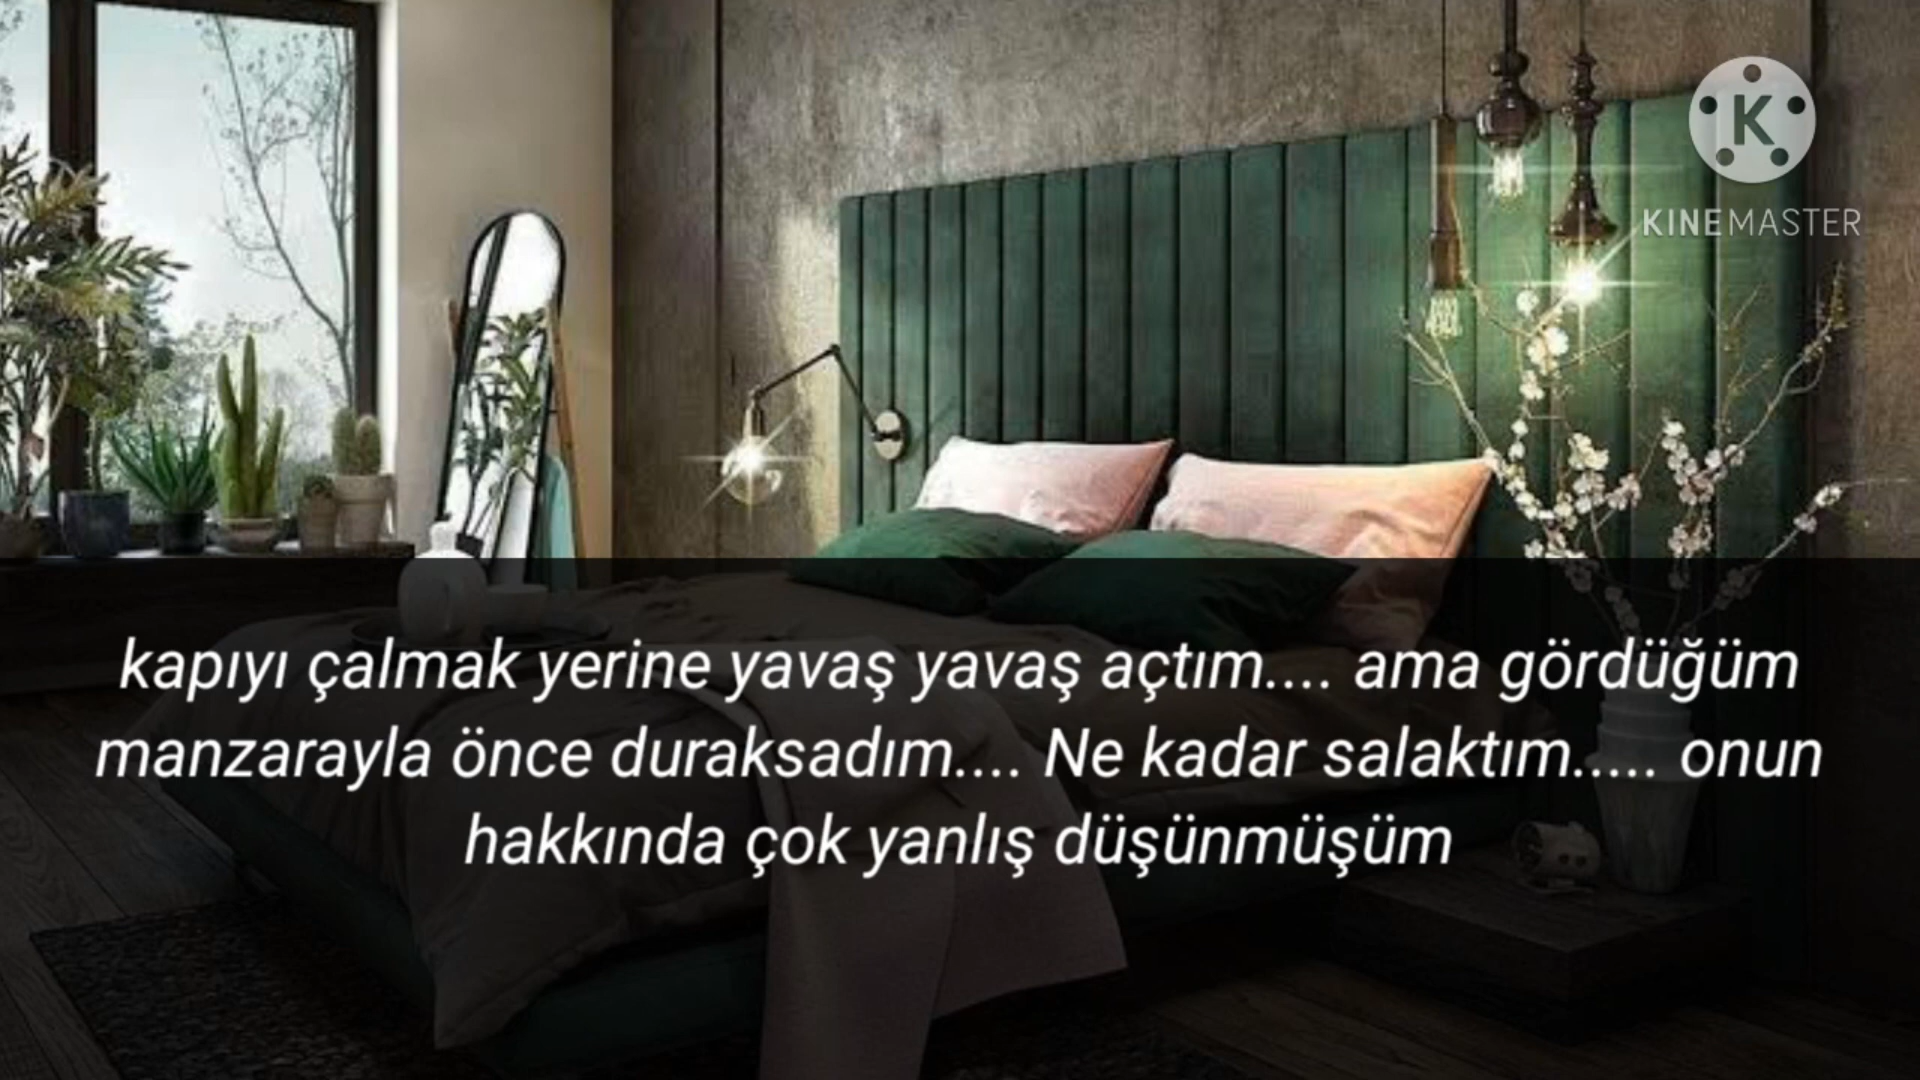 K
KINEMASTER
kapıyı çalmak yerine yavaş yavaş açtım.... ama gördüğüm
manzarayla önce duraksadım.... Ne kadar salaktım..... onun
hakkında çok yanlış düşünmüşüm